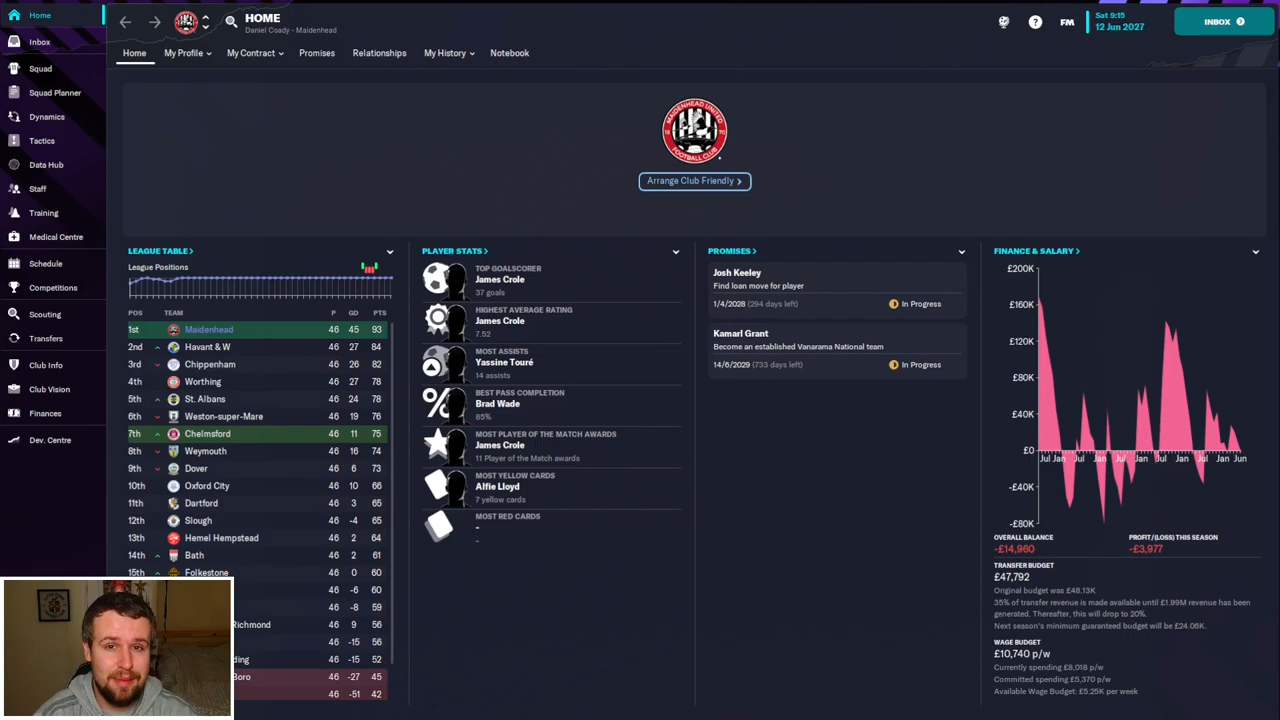 Home
HOME
Daniel Coady - Maidenhead
FM
Sat 9:15
12 Jun 2027
INBOX
Inbox
Home
My Profile
My Contract
Promises
Relationships
My History
Notebook
Squad
Squad Planner
Dynamics
Tactics
Data Hub
Staff
Training
Medical Centre
Schedule
Competitions
Scouting
Transfers
Club Info
Club Vision
Finances
Dev. Centre
MAIDENHEAD UNITED
18 70
FOOTBALL CLUB
Arrange Club Friendly
LEAGUE TABLE
League Positions
POS TEAM P GD PTS
1st Maidenhead 46 45 93
2nd Havant & W 46 27 84
3rd Chippenham 46 26 82
4th Worthing 46 27 78
5th St. Albans 46 24 78
6th Weston-super-Mare 46 19 76
7th Chelmsford 46 11 75
8th Weymouth 46 16 74
9th Dover 46 6 73
10th Oxford City 46 10 66
11th Dartford 46 3 65
12th Slough 46 -4 65
13th Hemel Hempstead 46 2 64
14th Bath 46 2 61
15th Folkestone 46 0 60
46 -6 60
46 -8 59
Richmond 46 9 56
46 -15 56
ding 46 -15 52
Boro 46 -27 45
46 -51 42
PLAYER STATS
TOP GOALSCORER
James Crole
37 goals
HIGHEST AVERAGE RATING
James Crole
7.52
MOST ASSISTS
Yassine Touré
14 assists
BEST PASS COMPLETION
Brad Wade
85%
MOST PLAYER OF THE MATCH AWARDS
James Crole
11 Player of the Match awards
MOST YELLOW CARDS
Alfie Lloyd
7 yellow cards
MOST RED CARDS
-
-
PROMISES
Josh Keeley
Find loan move for player
1/4/2028 (294 days left) In Progress
Kamarl Grant
Become an established Vanarama National team
14/6/2029 (733 days left) In Progress
FINANCE & SALARY
£200K
£160K
£120K
£80K
£40K
£0
-£40K
-£80K
Jul Jan Jul Jan Jul Jan Jul Jan Jul Jan Jun
OVERALL BALANCE PROFIT/(LOSS) THIS SEASON
-£14,960 -£3,977
TRANSFER BUDGET
£47,792
Original budget was £48.13K
35% of transfer revenue is made available until £1.99M revenue has been
generated. Thereafter, this will drop to 20%.
Next season's minimum guaranteed budget will be £24.06K.
WAGE BUDGET
£10,740 p/w
Currently spending £8,018 p/w
Committed spending £5,370 p/w
Available Wage Budget: £5.25K per week